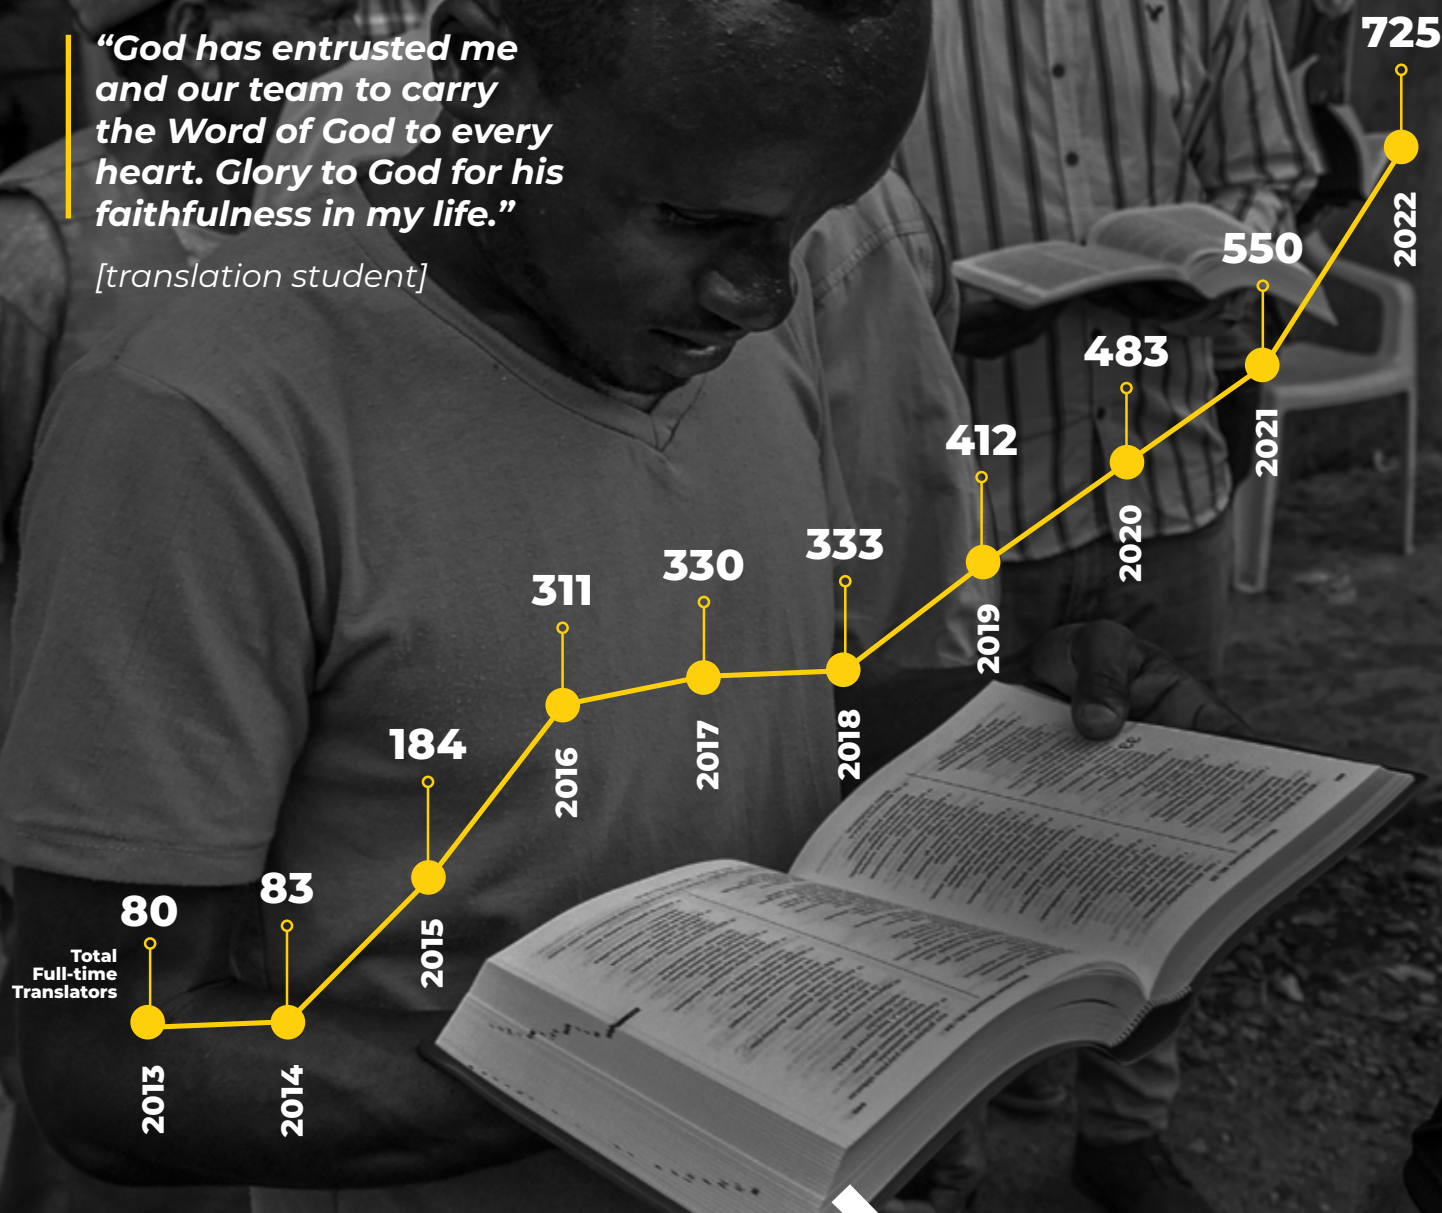 “God has entrusted me
and our team to carry
the Word of God to every
heart. Glory to God for his
faithfulness in my life.”
[translation student]
725
2022
550
2021
483
2020
412
2019
333
2018
330
2017
311
2016
184
2015
83
2014
80
Total
Full-time
Translators
2013